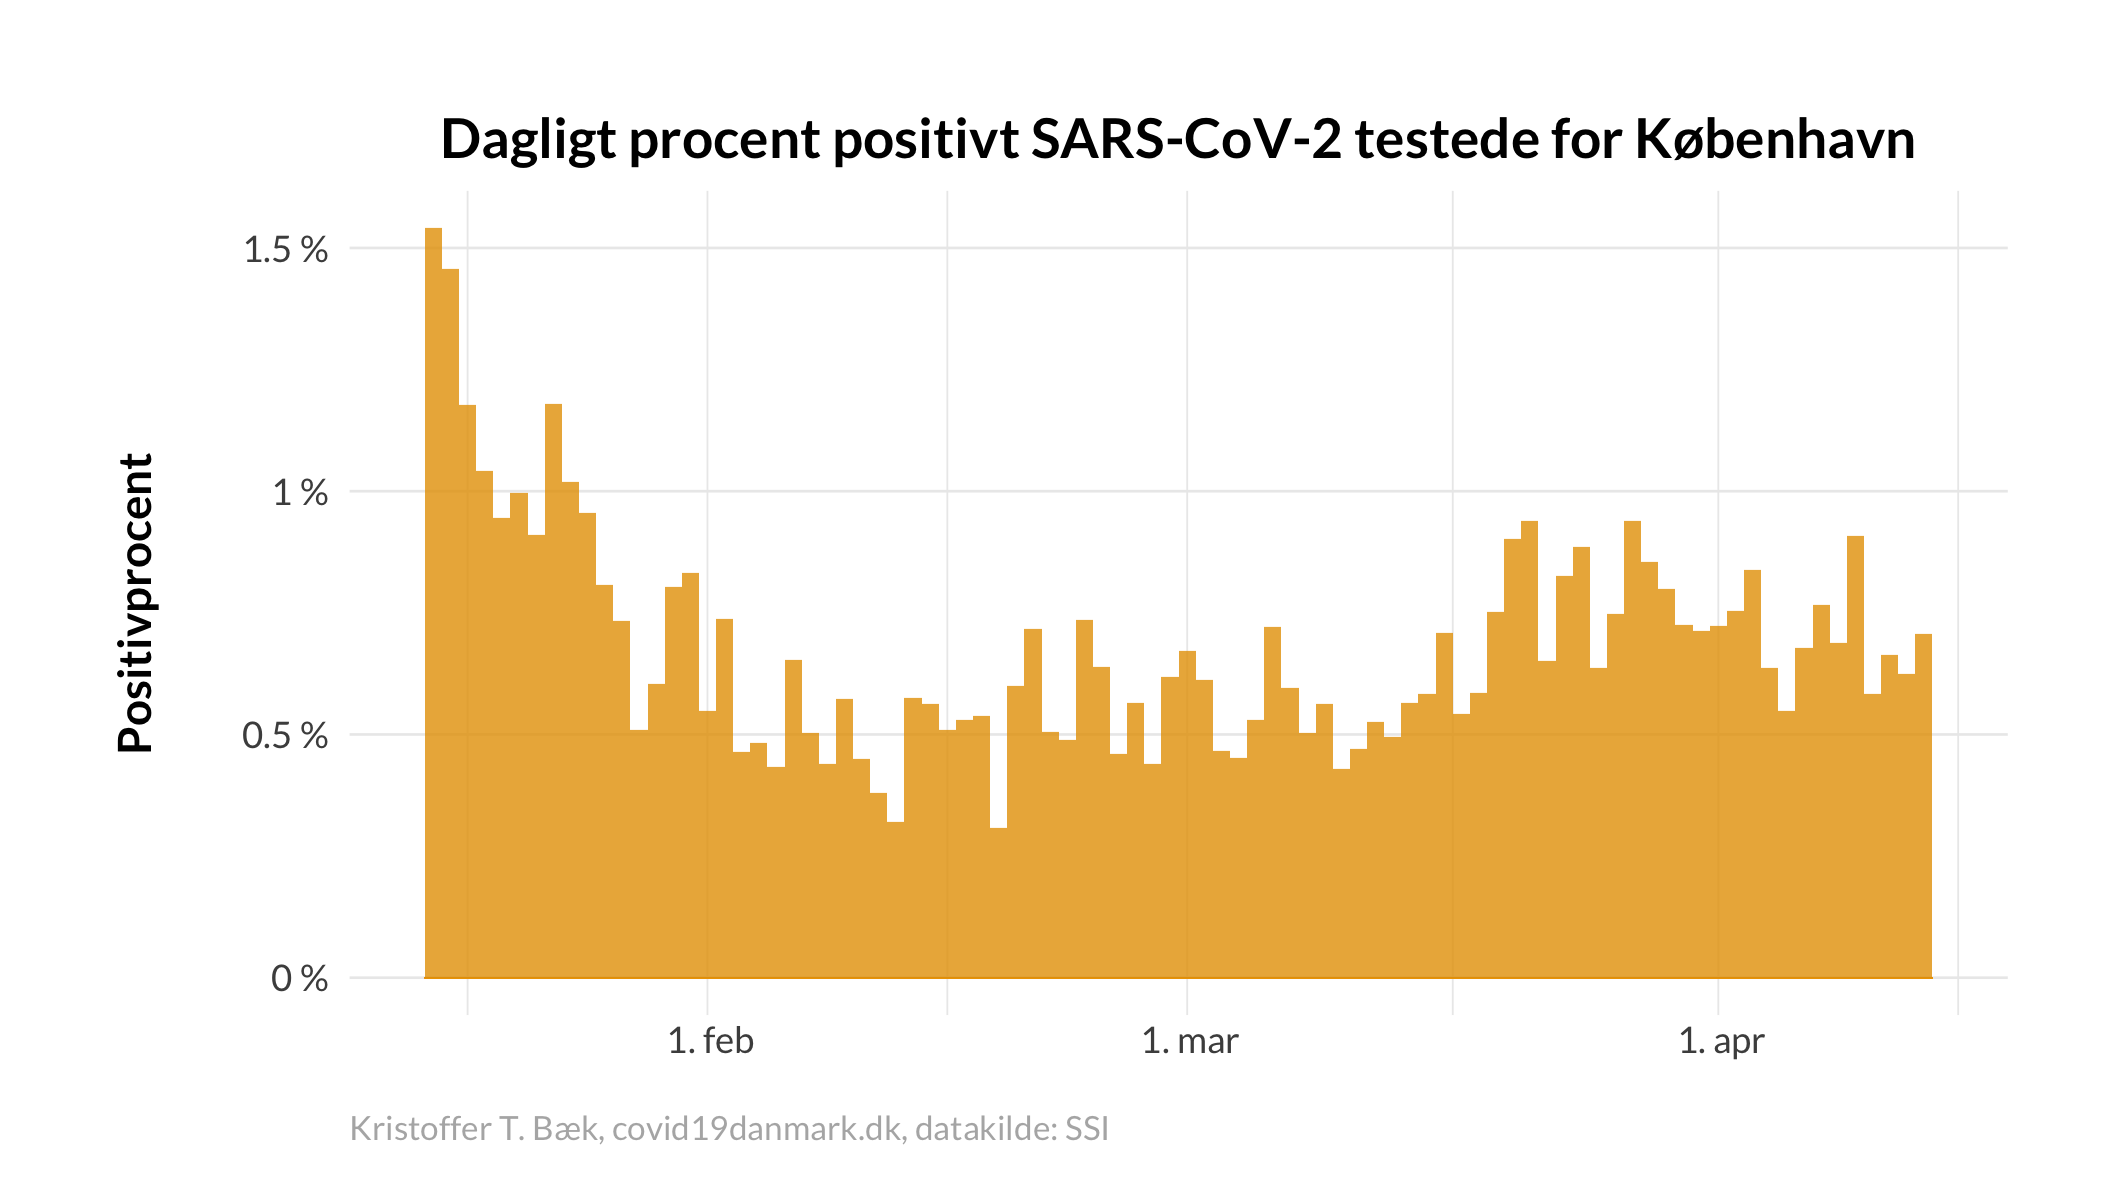 Dagligt procent positivt SARS-CoV-2 testede for København
Positivprocent
1.5 %
1 %
0.5 %
0 %
1. feb
1. mar
1. apr
Kristoffer T. Bæk, covid19danmark.dk, datakilde: SSI